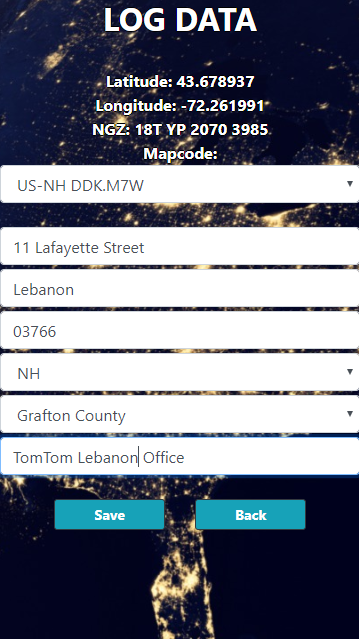 LOG DATA
Latitude: 43.678937
Longitude: -72.261991
NGZ: 18T YP 2070 3985
Mapcode:
US-NH DDK.M7W
11 Lafayette Street
Lebanon
03766
NH
Grafton County
TomTom Lebanon Office
Save Back